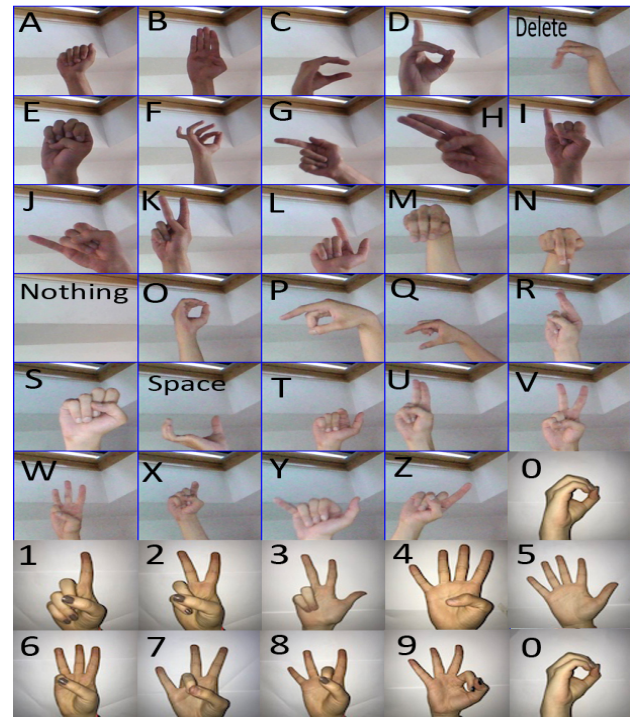 A B C D Delete
E F G H I
J K L M N
Nothing O P Q R
S Space T U V
W X Y Z 0
1 2 3 4 5
6 7 8 9 0